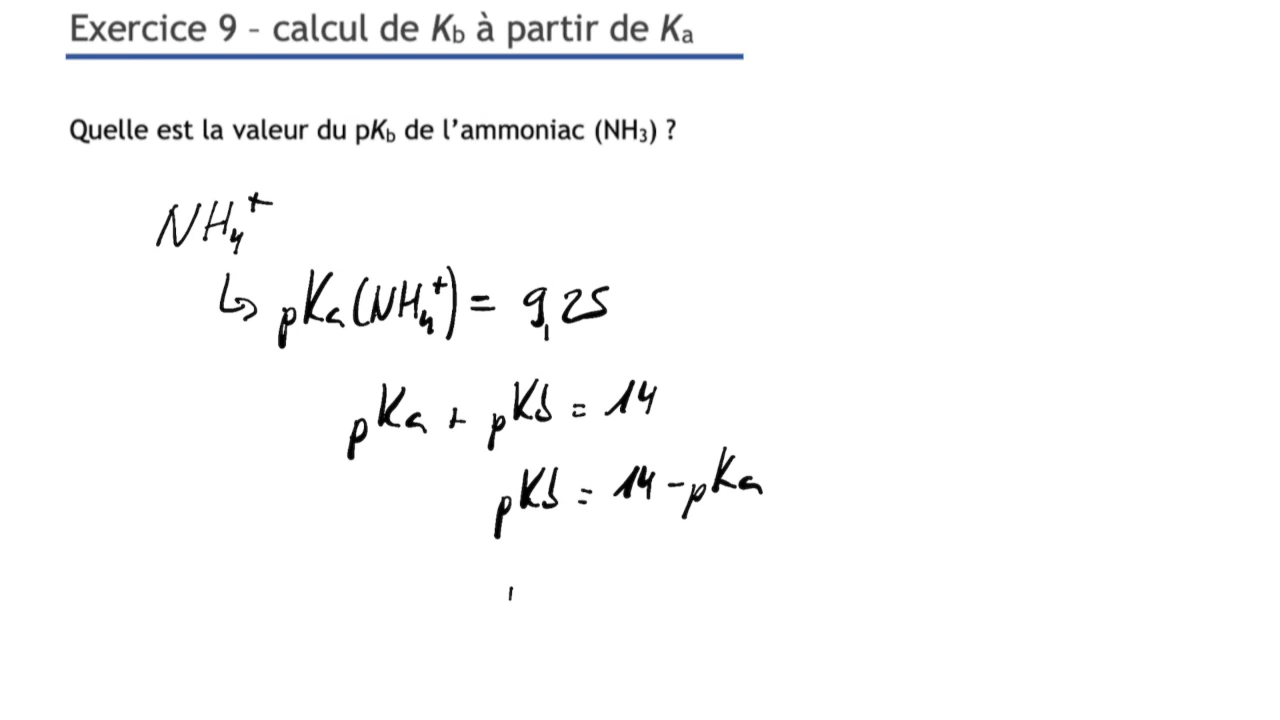 Exercice 9 - calcul de Kb à partir de Ka
Quelle est la valeur du pKb de l’ammoniac (NH3) ?
NH4+
↳ pKa(NH4+) = 9,25
pKa + pKb = 14
pKb = 14 - pKa